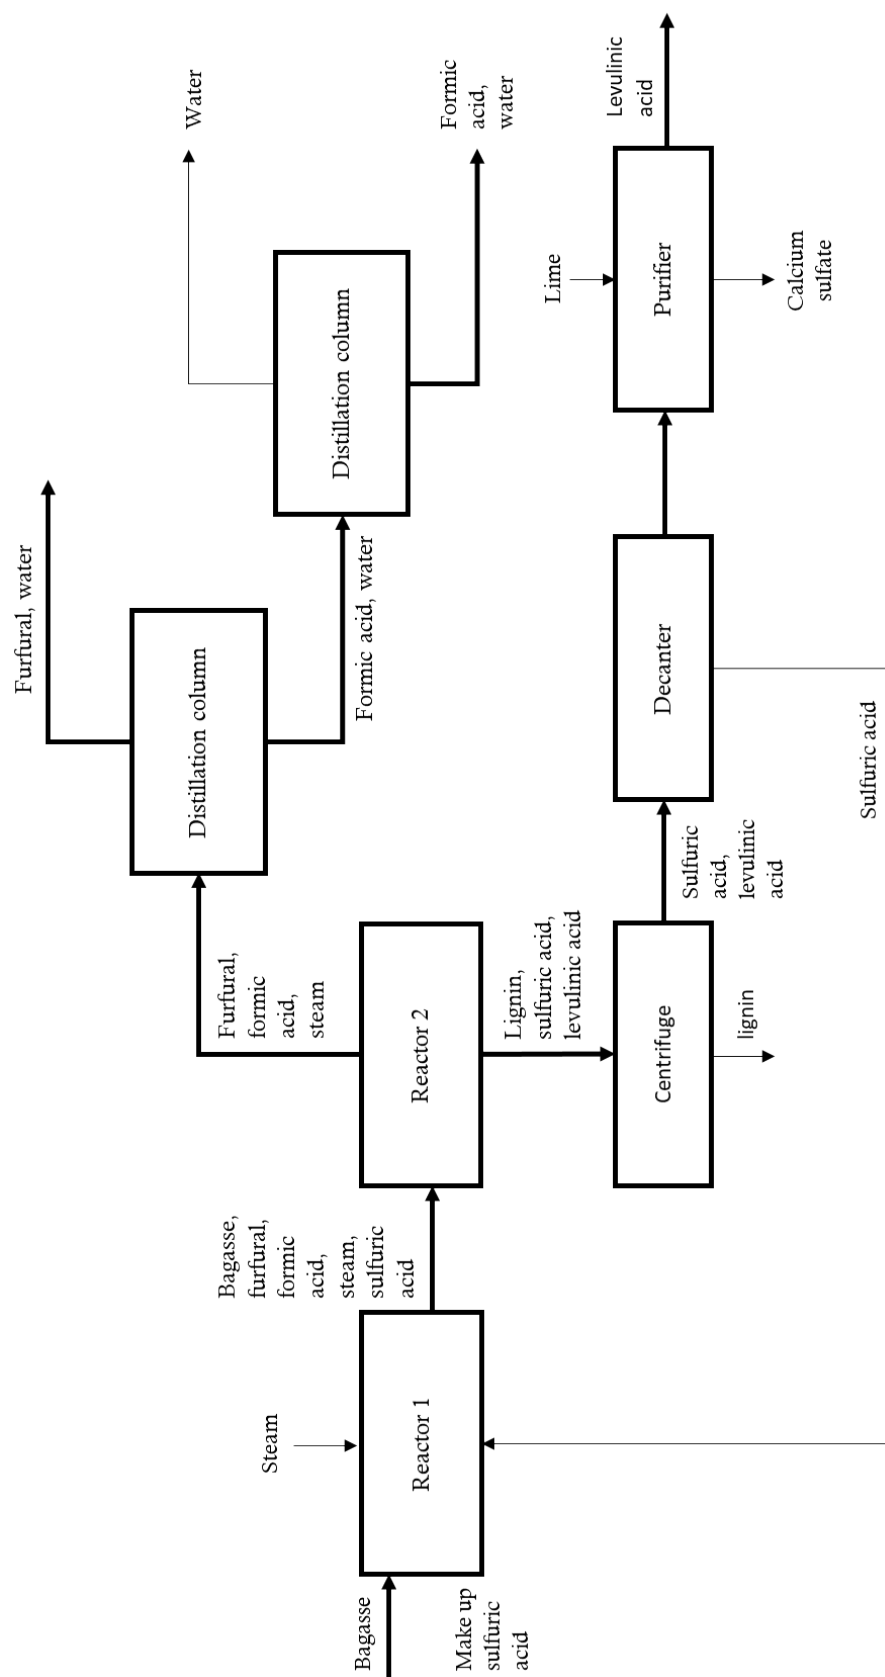 Bagasse
Make up
sulfuric
acid
Steam
Reactor 1
Bagasse,
furfural,
formic
acid,
steam,
sulfuric
acid
Reactor 2
Furfural,
formic
acid,
steam
Distillation column
Furfural, water
Formic acid, water
Distillation column
Water
Formic
acid,
water
Lignin,
sulfuric acid,
levulinic acid
Centrifuge
lignin
Sulfuric
acid,
levulinic
acid
Decanter
Sulfuric acid
Lime
Purifier
Calcium
sulfate
Levulinic
acid